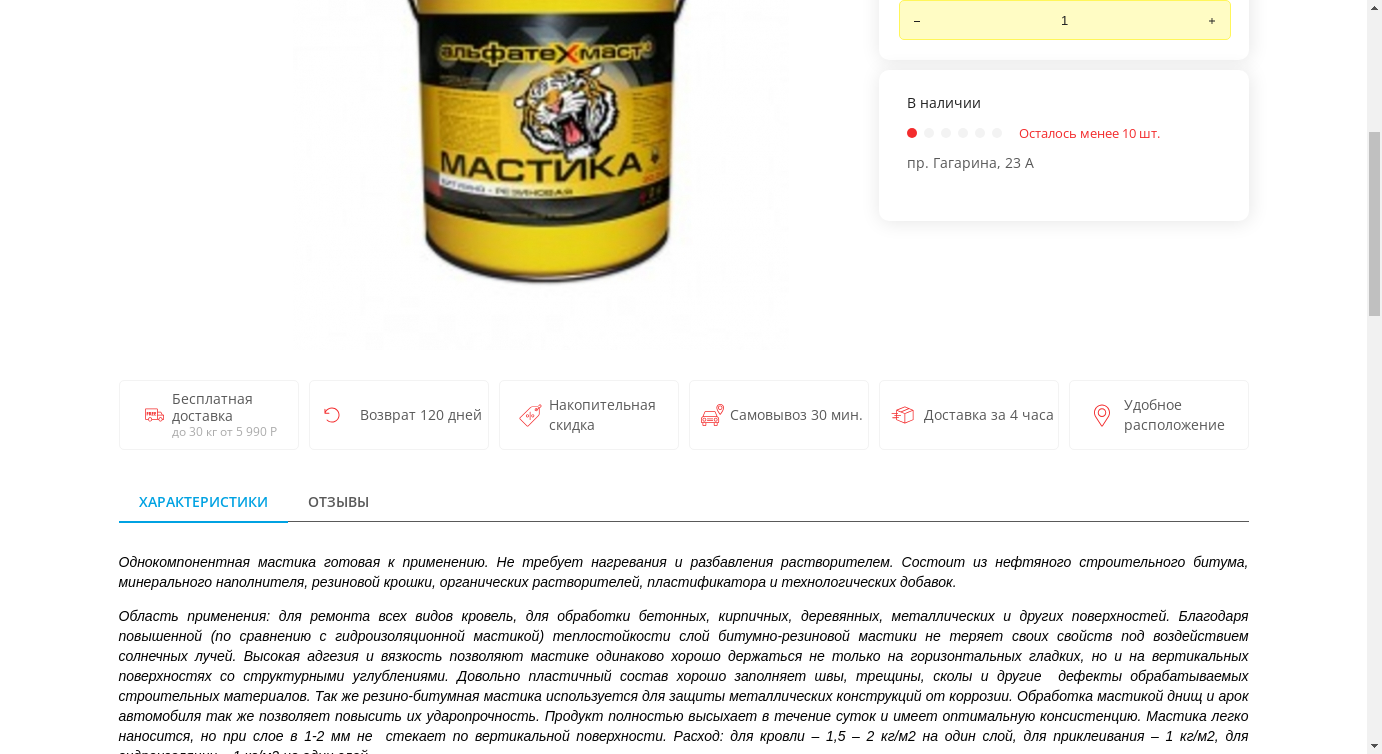 альфатеХмаст
МАСТИКА
БИТУМНО - РЕЗИНОВАЯ
– 1 +
В наличии
Осталось менее 10 шт.
пр. Гагарина, 23 А
Бесплатная
доставка
до 30 кг от 5 990 Р
Возврат 120 дней
Накопительная
скидка
Самовывоз 30 мин.
Доставка за 4 часа
Удобное
расположение
ХАРАКТЕРИСТИКИ ОТЗЫВЫ
Однокомпонентная мастика готовая к применению. Не требует нагревания и разбавления растворителем. Состоит из нефтяного строительного битума,
минерального наполнителя, резиновой крошки, органических растворителей, пластификатора и технологических добавок.
Область применения: для ремонта всех видов кровель, для обработки бетонных, кирпичных, деревянных, металлических и других поверхностей. Благодаря
повышенной (по сравнению с гидроизоляционной мастикой) теплостойкости слой битумно-резиновой мастики не теряет своих свойств под воздействием
солнечных лучей. Высокая адгезия и вязкость позволяют мастике одинаково хорошо держаться не только на горизонтальных гладких, но и на вертикальных
поверхностях со структурными углублениями. Довольно пластичный состав хорошо заполняет швы, трещины, сколы и другие дефекты обрабатываемых
строительных материалов. Так же резино-битумная мастика используется для защиты металлических конструкций от коррозии. Обработка мастикой днищ и арок
автомобиля так же позволяет повысить их ударопрочность. Продукт полностью высыхает в течение суток и имеет оптимальную консистенцию. Мастика легко
наносится, но при слое в 1-2 мм не стекает по вертикальной поверхности. Расход: для кровли – 1,5 – 2 кг/м2 на один слой, для приклеивания – 1 кг/м2, для
гидроизоляции – 1 кг/м2 на один слой.